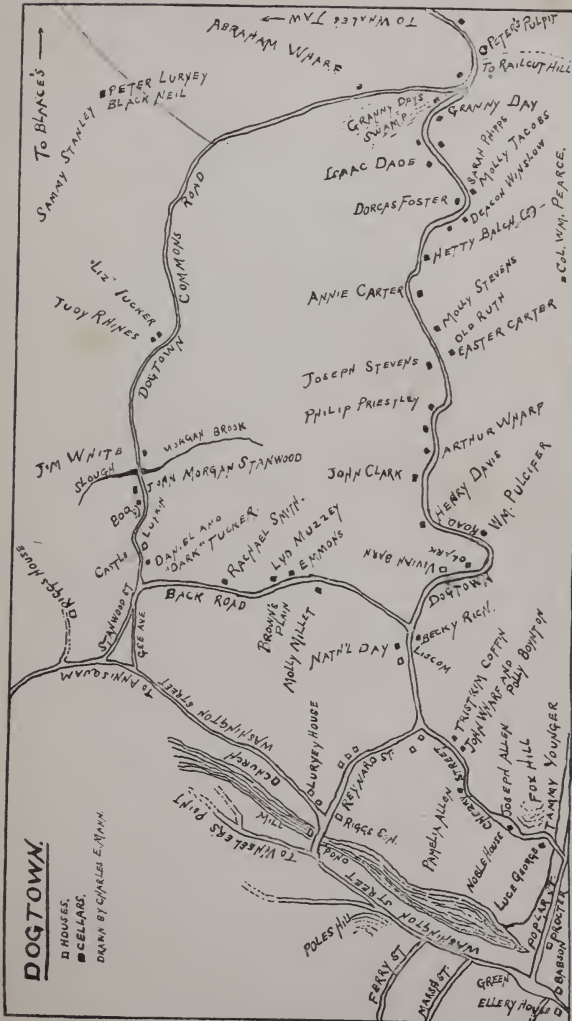 DOGTOWN.
HOUSES.
CELLARS.
DRAWN BY CHARLES E. MANN.
TO BLANCE'S
SAMMY STANLEY
PETER LURVEY
BLACK NEIL
ABRAHAM WHARF
TO WHALE'S JAW
PETER'S PULPIT
TO RAILCUT HILL
GRANNY DAY'S
SWAMP
GRANNY DAY
ISAAC DADE
SARAH PHIPPS
MOLLY JACOBS
DORCAS FOSTER
DEACON WINSLOW
HETTY BALCH
COL. WM. PEARCE.
"LIZ" TUCKER
JUDY RHINES
DOGTOWN COMMONS ROAD
ANNIE CARTER
MOLLY STEVENS
OLD RUTH
EASTER CARTER
JOSEPH STEVENS
PHILIP PRIESTLEY
ARTHUR WHARF
JOHN CLARK
HENRY DAVIS
WM. PULCIFER
JIM WHITE
SLOUGH
MORGAN BROOK
JOHN MORGAN STANWOOD
BOO
LUFKIN
CASTLE
DANIEL AND
"DARK" TUCKER.
RACHAEL SMITH.
LYD MUZZEY
EMMONS
BROWN'S
PLAIN
MOLLY MILLET
BACK ROAD
RIGGS HOUSE
STANWOOD ST
GEE AVE
TO ANNISQUAM
WASHINGTON
STREET
VIVIAN BARN
CLARK
DOGTOWN
ROAD
NATH'L DAY
BECKY RICH.
LISCOM
CHURCH
LURVEY HOUSE
MILL
POND
TO WHEELER'S
POINT
REYNARD ST.
RIGGS
TRISTRIM COFFIN
JOHN WHARF AND
POLLY BOYNTON
CHERRY STREET
PAMELIA ALLEN
JOSEPH ALLEN
FOX HILL
NOBLE HOUSE
LUCE GEORGE
TAMMY YOUNGER
POLES HILL
WASHINGTON
STREET
FERRY ST
MARSH ST.
POPLAR ST.
PROCTER
BABSON
GREEN
ELLERY HOUSE